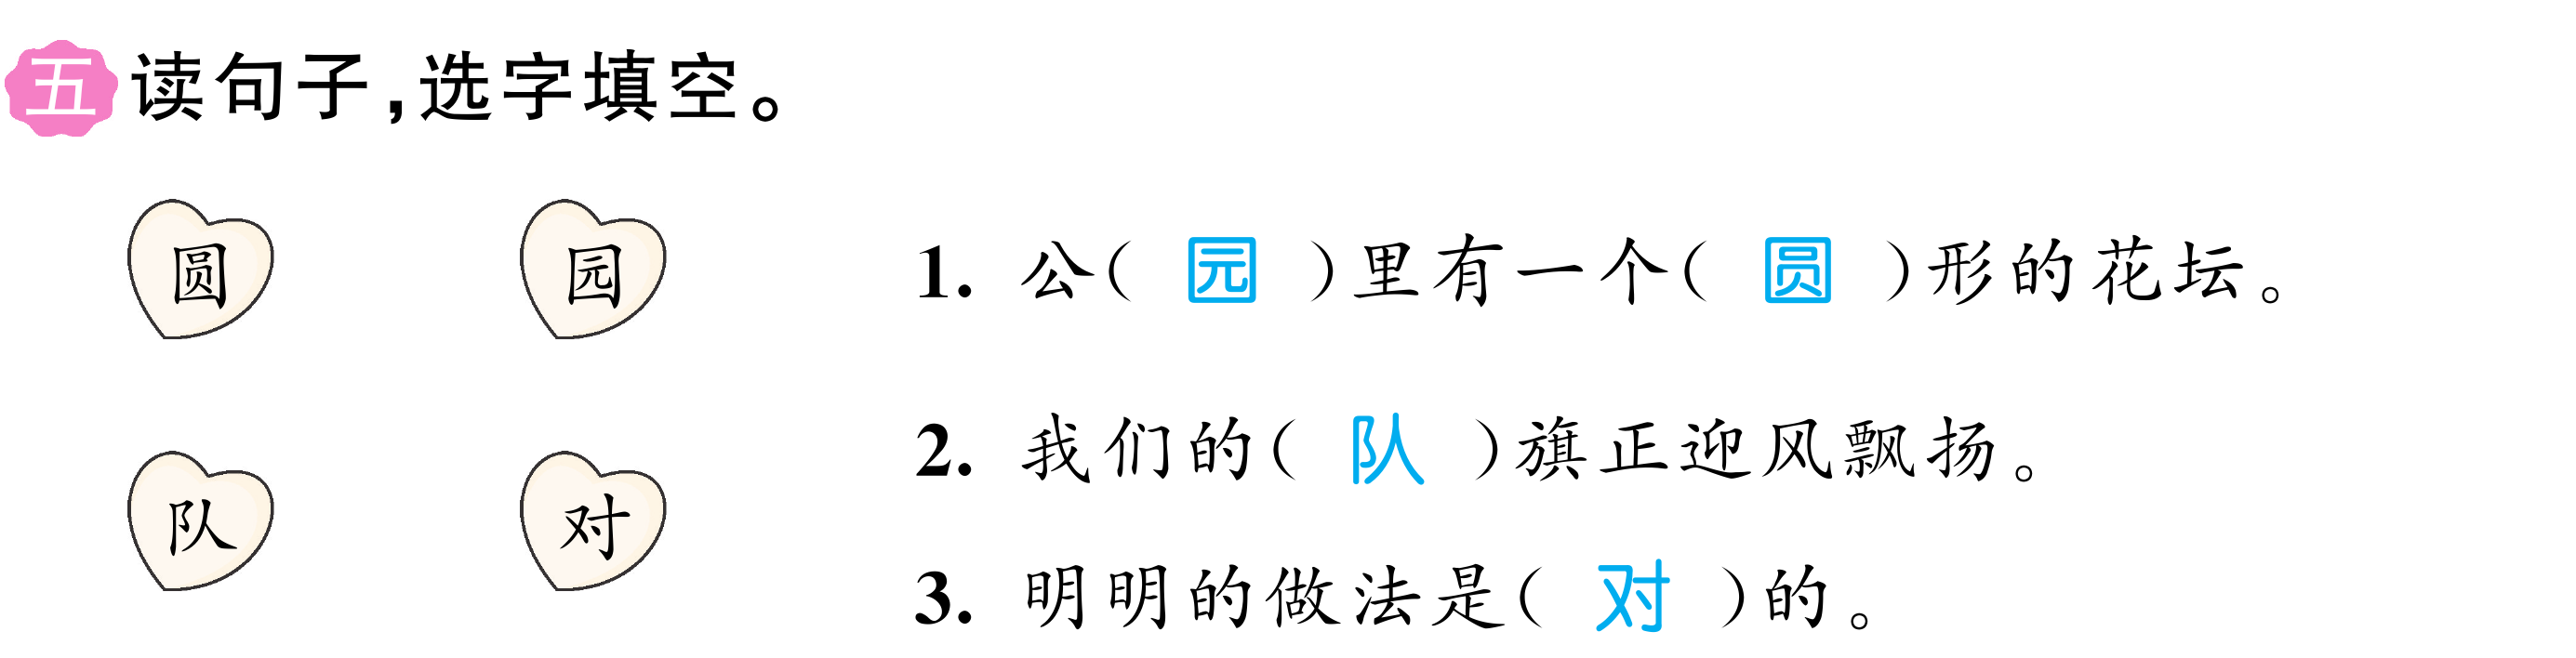 五 读句子,选字填空。
圆 园
1. 公( 园 )里有一个( 圆 )形的花坛。
2. 我们的( 队 )旗正迎风飘扬。
队 对
3. 明明的做法是( 对 )的。